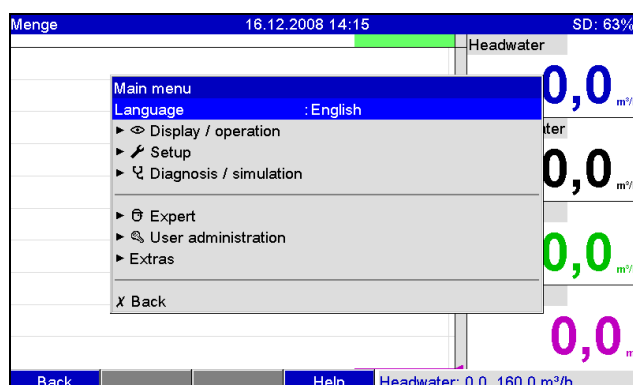 Menge 16.12.2008 14:15 SD: 63%
Headwater
0,0 m³/
Main menu
Language : English
Display / operation
Setup
Diagnosis / simulation
Expert
User administration
Extras
X Back
0,0
0,0 m³/
0,0 m
Back Help Headwater: 0,0..160,0 m³/h